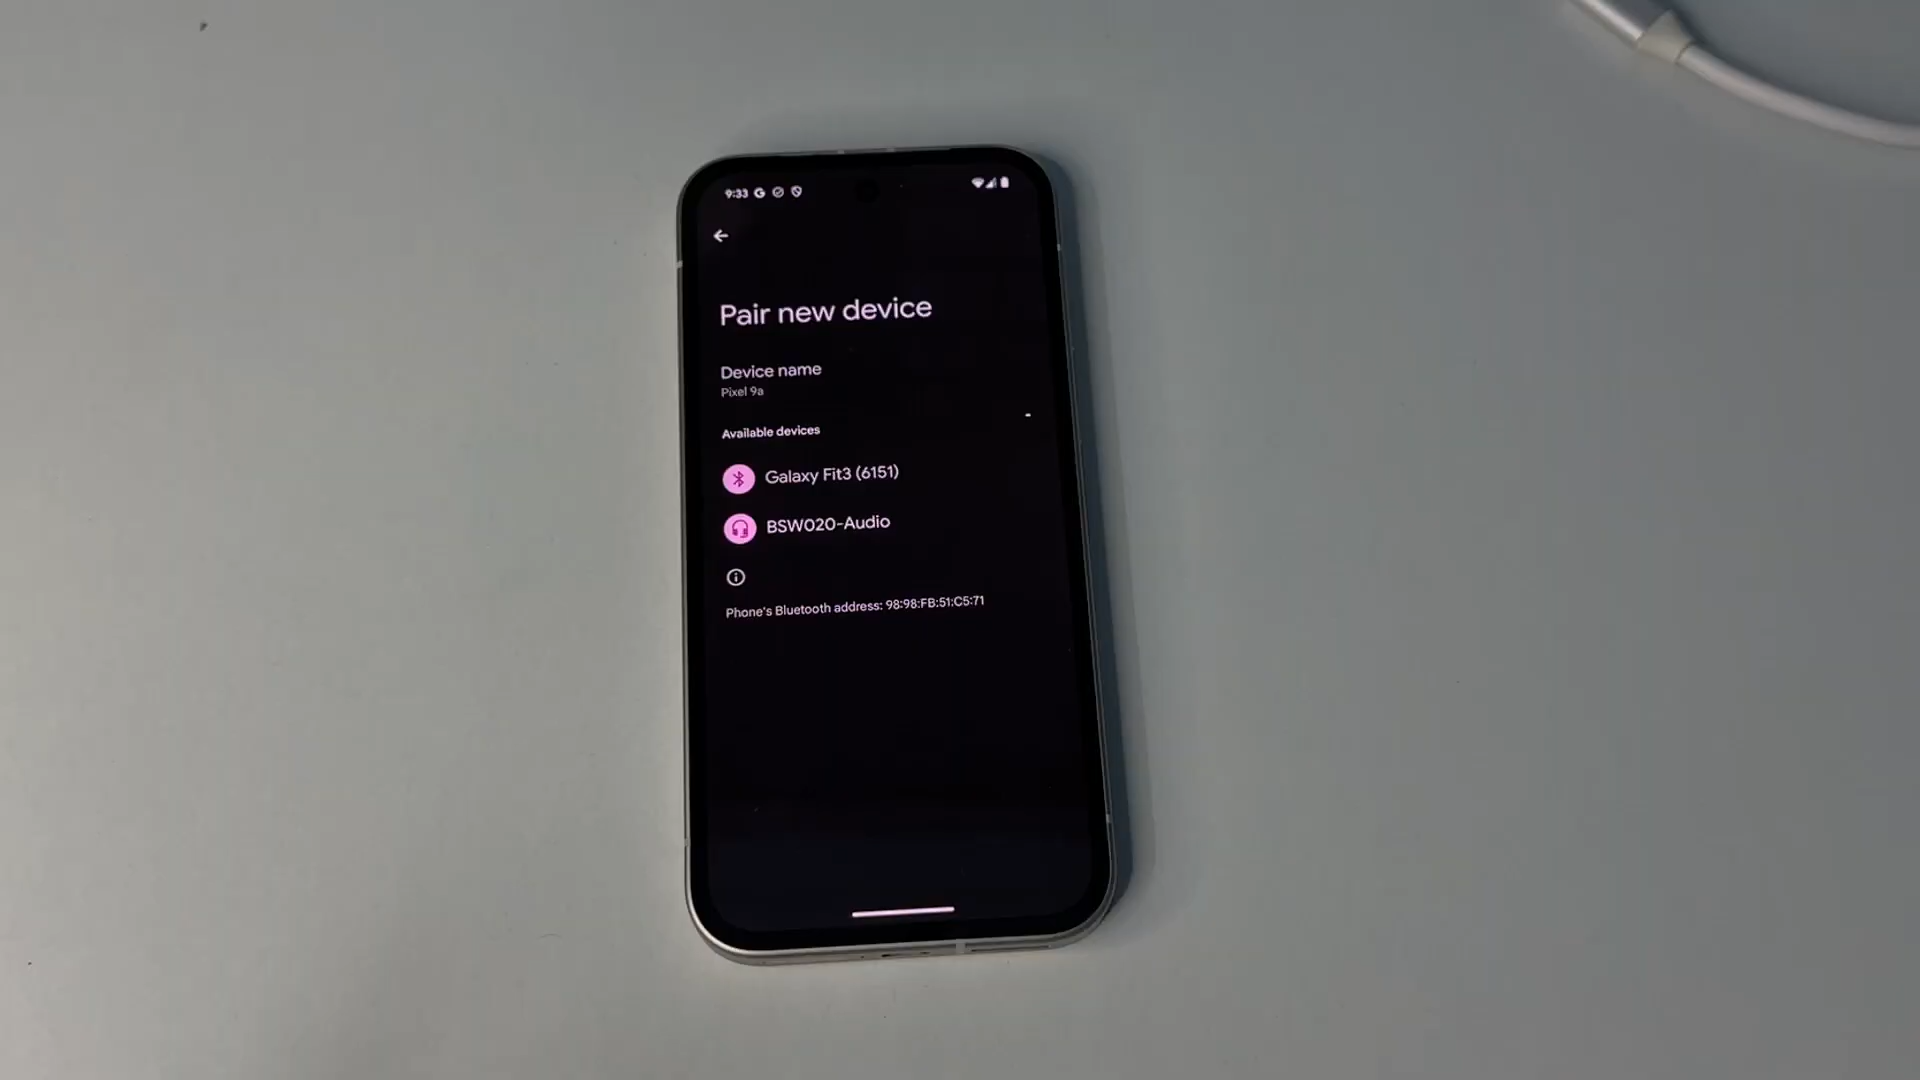 9:33
Pair new device
Device name
Pixel 9a
Available devices
Galaxy Fit3 (6151)
BSW020-Audio
Phone's Bluetooth address: 98:98:FB:51:C5:71